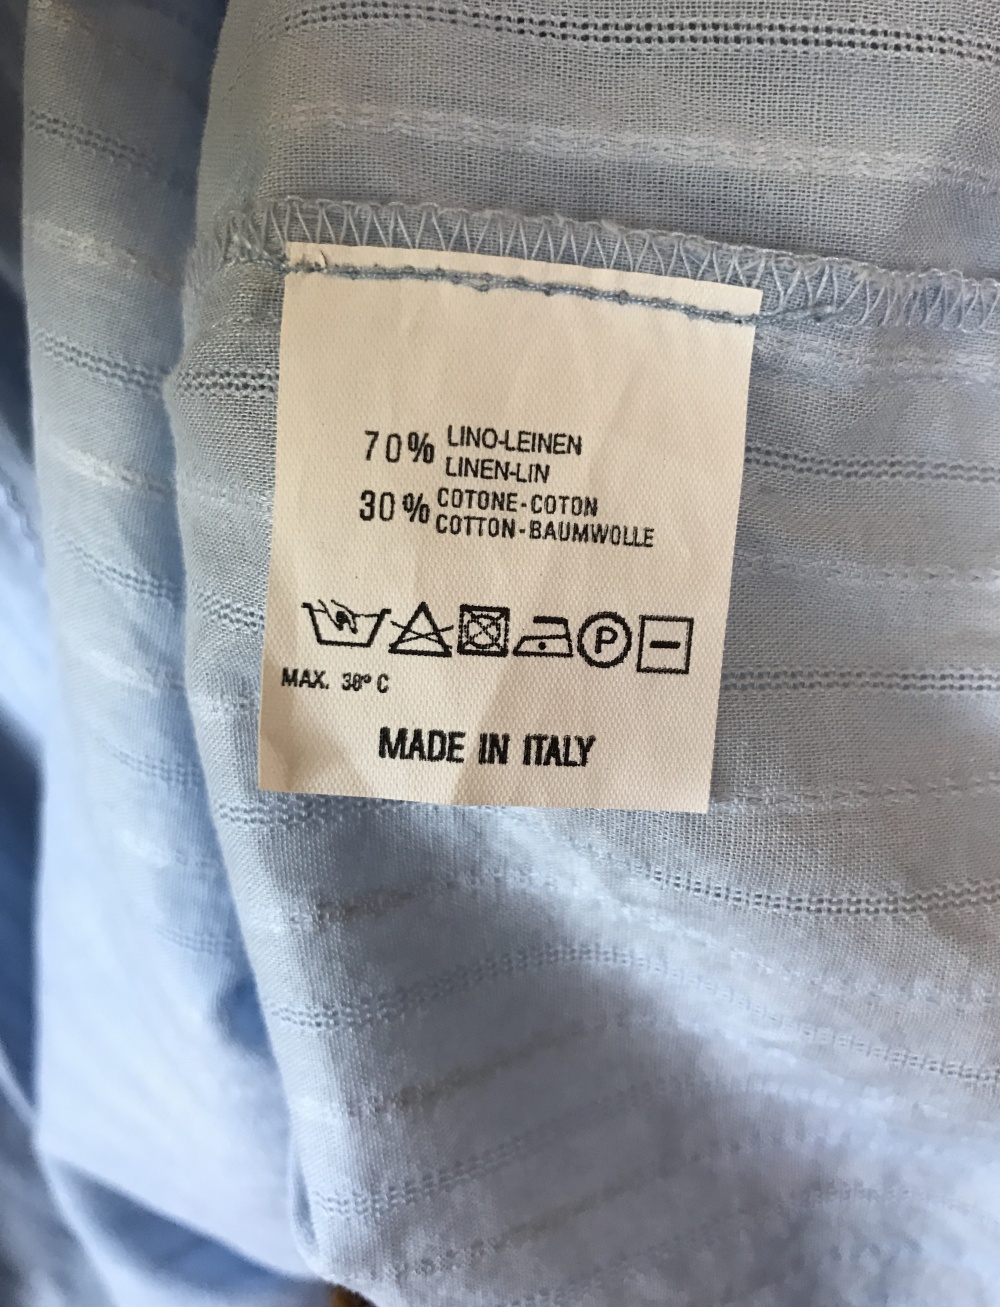 70% LINO-LEINEN
LINEN-LIN
30% COTONE-COTON
COTTON-BAUMWOLLE
P
MAX. 30° C
MADE IN ITALY